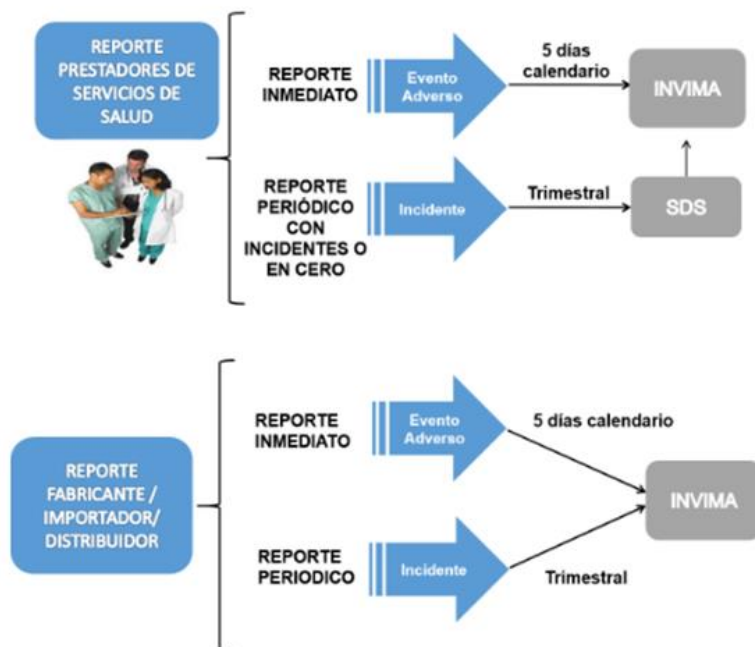 REPORTE
PRESTADORES DE
SERVICIOS DE
SALUD
REPORTE
INMEDIATO
Evento
Adverso
5 días
calendario
INVIMA
REPORTE
PERIÓDICO
CON
INCIDENTES O
EN CERO
Incidente
Trimestral
SDS
REPORTE
FABRICANTE /
IMPORTADOR/
DISTRIBUIDOR
REPORTE
INMEDIATO
Evento
Adverso
5 días calendario
INVIMA
REPORTE
PERIODICO
Incidente
Trimestral